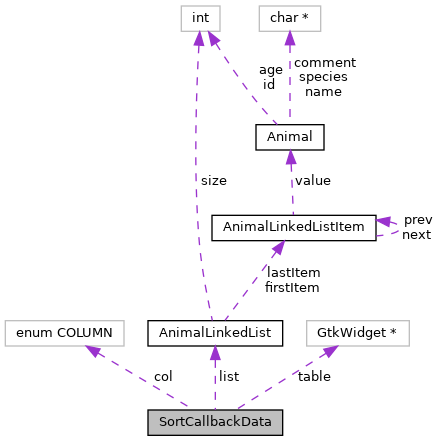 int
char *
age
id
comment
species
name
Animal
size
value
AnimalLinkedListItem
prev
next
lastItem
firstItem
enum COLUMN
AnimalLinkedList
GtkWidget *
col
list
table
SortCallbackData